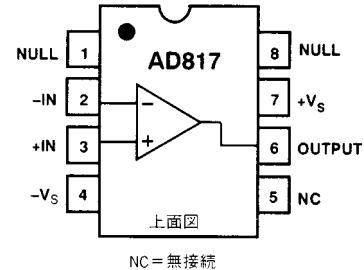 AD817
NULL 1
8 NULL
-IN 2
7 +VS
+IN 3
6 OUTPUT
-VS 4
5 NC
- 
+
上面図
NC=無接続